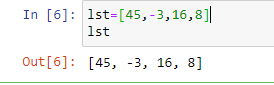 In [6]: lst=[45,-3,16,8]
lst
Out[6]: [45, -3, 16, 8]